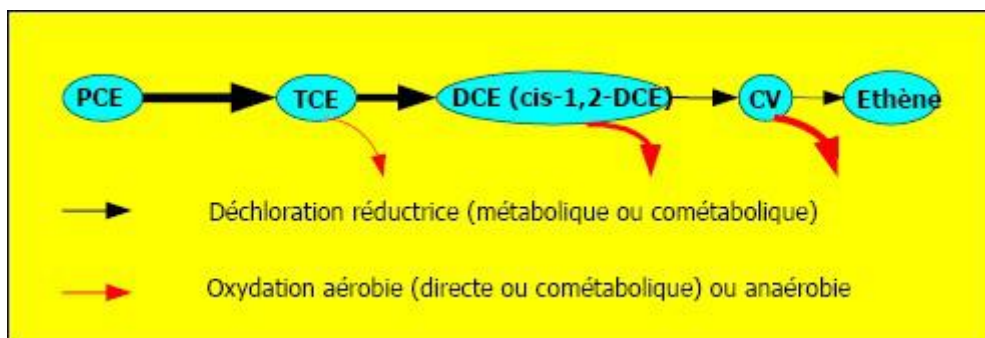 PCE TCE DCE (cis-1,2-DCE) CV Ethène
Déchloration réductrice (métabolique ou cométabolique)
Oxydation aérobie (directe ou cométabolique) ou anaérobie